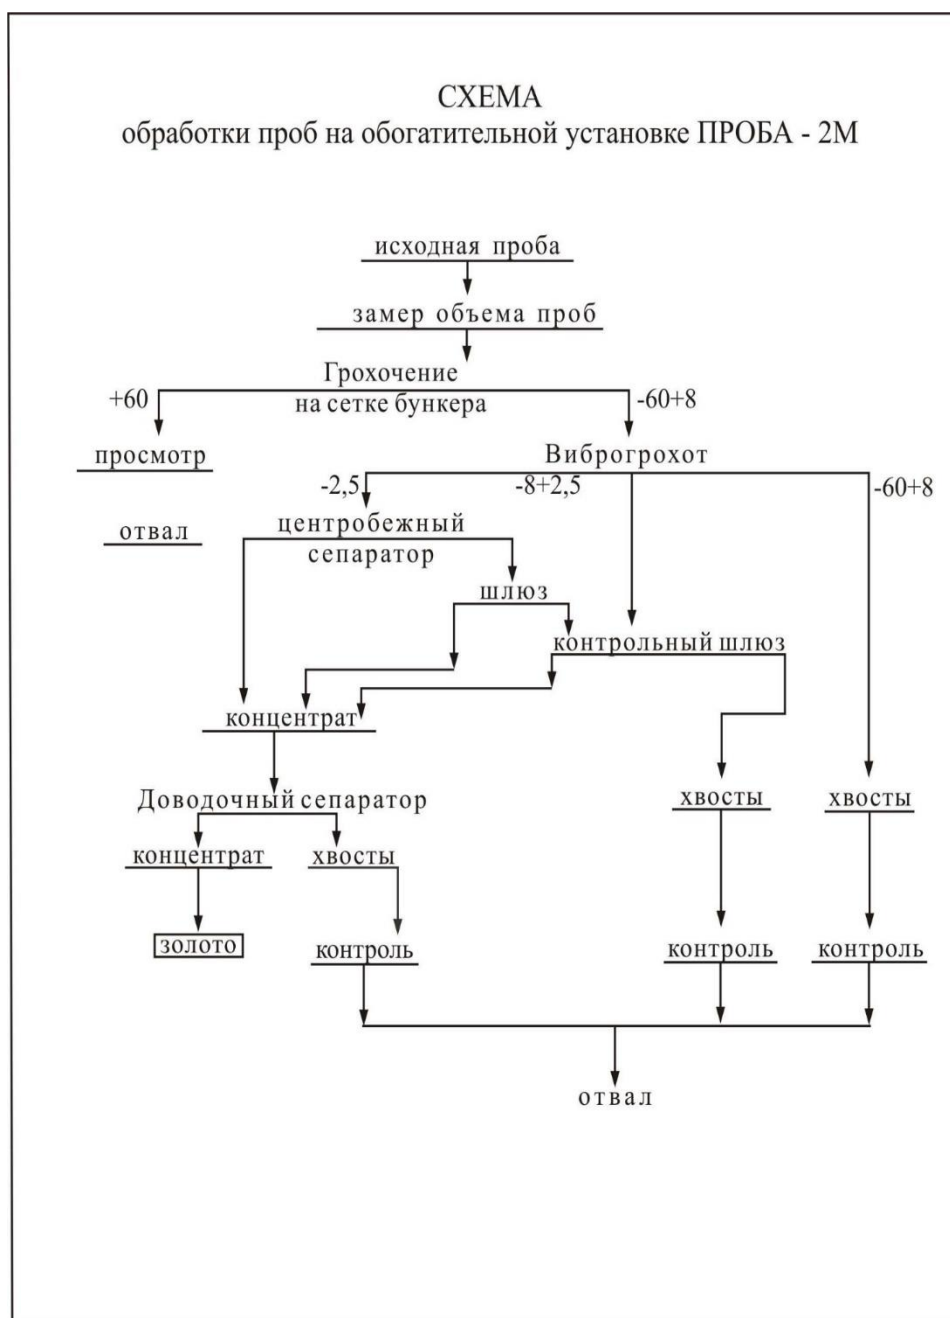 СХЕМА
обработки проб на обогатительной установке ПРОБА - 2М
исходная проба
замер объема проб
Грохочение
+60
на сетке бункера
-60+8
просмотр
Виброгрохот
-2,5
-8+2,5
-60+8
отвал
центробежный
сепаратор
шлюз
контрольный шлюз
концентрат
Доводочный сепаратор
хвосты
хвосты
концентрат
хвосты
золото
контроль
контроль
контроль
отвал